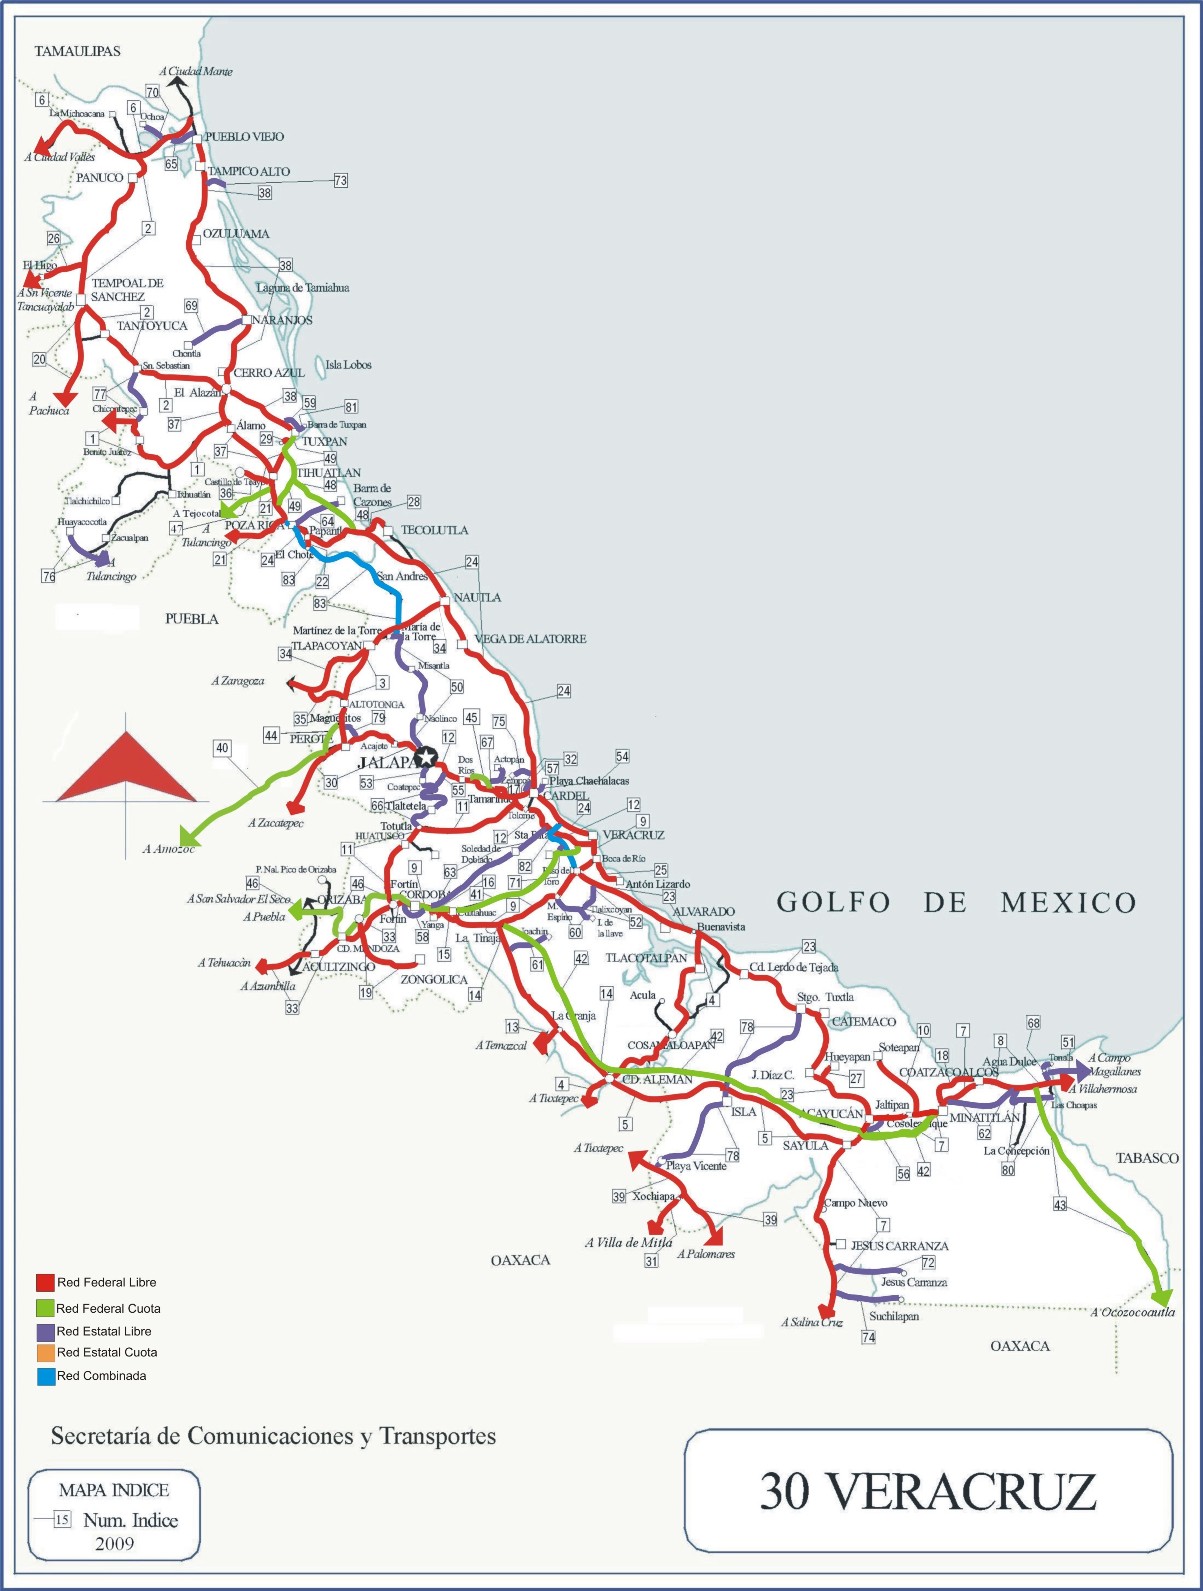 TAMAULIPAS
A Ciudad Mante
70
6
6
La Michoacana
Ochoa
PUEBLO VIEJO
A Ciudad Valles
65
TAMPICO ALTO
PANUCO
73
38
2
OZULUAMA
26
El Higo
38
A Sn Vicente
Tancuayalab
TEMPOAL DE
SANCHEZ
Laguna de Tamiahua
69
2
NARANJOS
TANTOYUCA
Chontla
20
Sn. Sebastian
Isla Lobos
CERRO AZUL
A
Pachuca
77
El Alazan
2
38
59
81
Chicontepec
37
Álamo
Barra de Tuxpan
1
29
TUXPAN
Benito Juárez
37
49
1
TIHUATLAN
Castillo de Teayo
48
Barra de
Cazones
Tlalchichilco
Ixhuatlán
36
28
A Tejocotal
21
49
48
Huayacocotla
47
A
Tulancingo
POZA RICA
64
Papantla
TECOLUTLA
Zacualpan
21
24
El Chote
76
A
Tulancingo
83
22
San Andres
24
83
NAUTLA
PUEBLA
Martínez de la Torre
María de
la Torre
VEGA DE ALATORRE
TLAPACOYAN
34
34
Misantla
A Zaragoza
3
50
24
ALTOTONGA
35
Magueyitos
79
Naolinco
45
75
44
12
PEROTE
67
40
Acajete
JALAPA
Dos
Ríos
Actopán
32
54
57
30
53
Coatepec
55
17
Playa Chachalacas
Tamarindo
CARDEL
66
Tlaltetela
11
24
12
A Zacatepec
Tolome
9
Totutla
HUATUSCO
12
VERACRUZ
A Amozoc
11
Soledad de
Doblado
Boca de Río
P. Nal. Pico de Orizaba
9
63
82
25
46
46
Fortín
16
71
Antón Lizardo
A San Salvador El Seco
ORIZABA
CORDOBA
41
23
A Puebla
Fortín
Cuitlahuac
9
M.
Espino
Tlalixcoyan
I. de
la llave
52
ALVARADO
33
58
Yanga
60
Buenavista
CD. MENDOZA
La Tinaja
Joachin
A Tehuacán
ACULTZINGO
15
61
42
TLACOTALPAN
23
A Azumbilla
ZONGOLICA
Cd. Lerdo de Tejada
19
14
14
Acula
4
Stgo. Tuxtla
33
13
La Granja
42
78
CATEMACO
A Temazcal
COSAMALOAPAN
10
7
68
Hueyapan
Soteapan
18
8
51
4
CD. ALEMAN
J. Díaz C.
27
COATZACOALCOS
Agua Dulce
Tonala
A Campo
Magallanes
A Tuxtepec
23
Jaltipan
A Villahermosa
5
ISLA
ACAYUCÁN
Cosoleacaque
MINATITLÁN
Las Choapas
A Tuxtepec
5
SAYULA
62
7
La Concepción
78
56
42
80
TABASCO
Playa Vicente
39
Xochiapa
Campo Nuevo
43
39
7
A Villa de Mitla
A Palomares
JESUS CARRANZA
31
72
OAXACA
Jesus Carranza
A Salina Cruz
Suchilapan
A Ocozocoautla
74
OAXACA
GOLFO DE MEXICO
Red Federal Libre
Red Federal Cuota
Red Estatal Libre
Red Estatal Cuota
Red Combinada
Secretaría de Comunicaciones y Transportes
MAPA INDICE
15 Num. Indice
2009
30 VERACRUZ